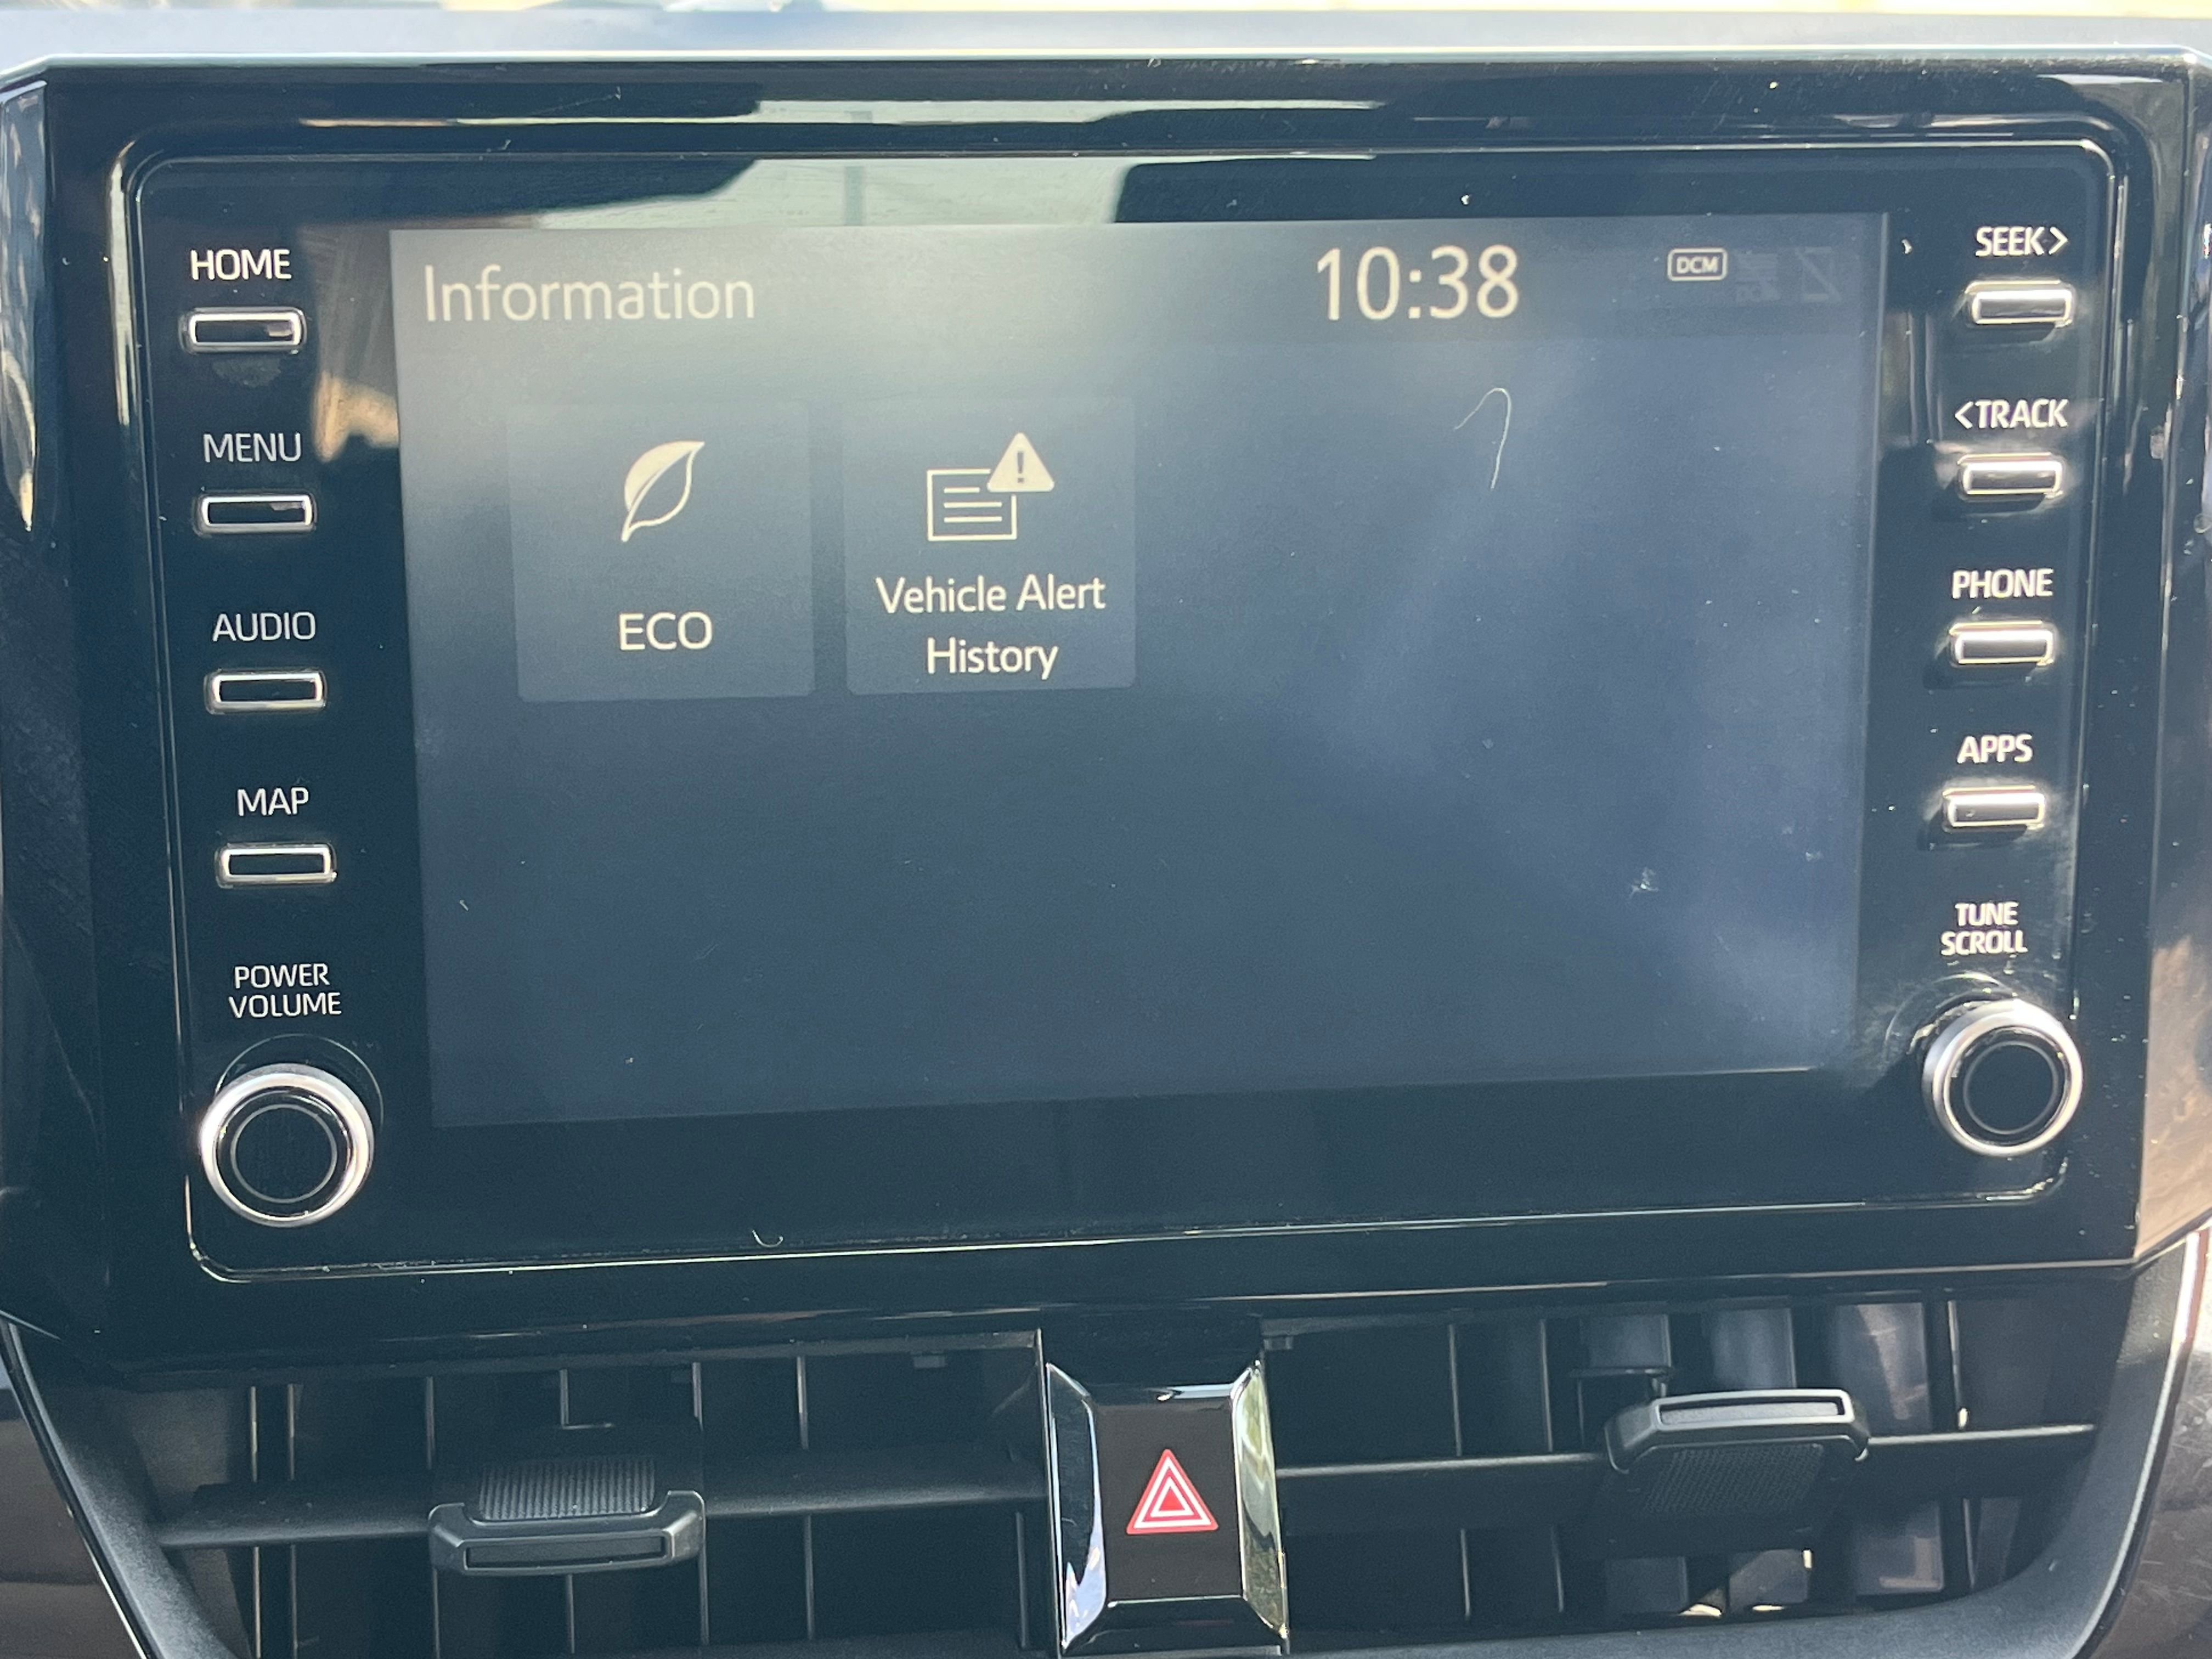 Information 10:38 DCM
ECO
Vehicle Alert
History
HOME
MENU
AUDIO
MAP
POWER
VOLUME
SEEK>
<TRACK
PHONE
APPS
TUNE
SCROLL